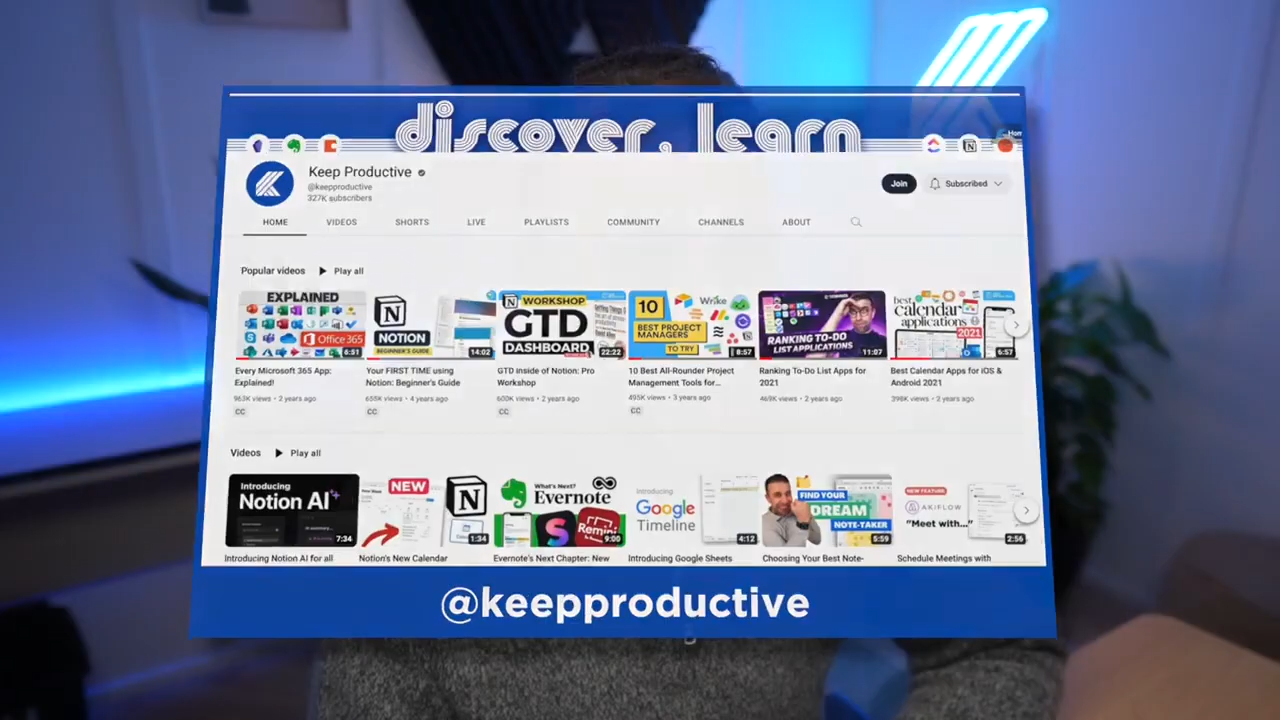 discover. learn
Hom
Keep Productive
@keepproductive
327K subscribers
Join
Subscribed
HOME
VIDEOS
SHORTS
LIVE
PLAYLISTS
COMMUNITY
CHANNELS
ABOUT
Popular videos
Play all
EXPLAINED
Office 365
6:51
NOTION
BEGINNER'S GUIDE
14:02
WORKSHOP
GTD
DASHBOARD
22:22
10
BEST PROJECT
MANAGERS
TO TRY
Wrike
8:57
RANKING TO-DO
LIST APPLICATIONS
11:07
best
calendar
applications
2021
6:57
Every Microsoft 365 App:
Explained!
963K views • 2 years ago
CC
Your FIRST TIME using
Notion: Beginner's Guide
655K views • 4 years ago
CC
GTD inside of Notion: Pro
Workshop
600K views • 2 years ago
CC
10 Best All-Rounder Project
Management Tools for...
495K views • 3 years ago
CC
Ranking To-Do List Apps for
2021
469K views • 2 years ago
Best Calendar Apps for iOS &
Android 2021
398K views • 2 years ago
Videos
Play all
Introducing
Notion AI
7:34
NEW
1:34
What's Next?
Evernote
Remini
9:00
Introducing
Google
Timeline
4:12
FIND YOUR
DREAM
NOTE-TAKER
5:59
NEW FEATURE
AKIFLOW
"Meet with..."
2:56
Introducing Notion AI for all
Notion's New Calendar
Evernote's Next Chapter: New
Introducing Google Sheets
Choosing Your Best Note-
Schedule Meetings with
@keepproductive